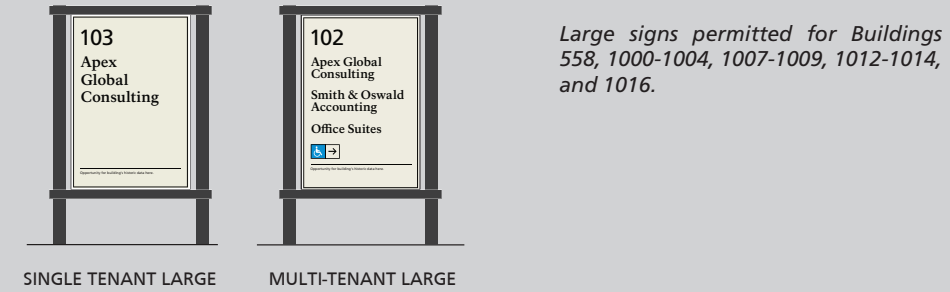 103
Apex
Global
Consulting
Opportunity for building's historic data here.
SINGLE TENANT LARGE
102
Apex Global
Consulting
Smith & Oswald
Accounting
Office Suites
Opportunity for building's historic data here.
MULTI-TENANT LARGE
Large signs permitted for Buildings
558, 1000-1004, 1007-1009, 1012-1014,
and 1016.